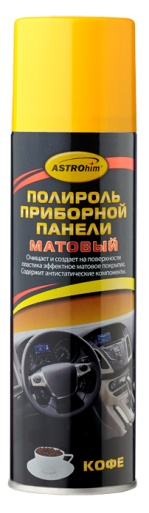 ASTROhim
ПОЛИРОЛЬ
ПРИБОРНОЙ
ПАНЕЛИ
МАТОВЫЙ
Очищает и создает на поверхности
пластика эффектное матовое покрытие.
Содержит антистатические компоненты.
КОФЕ